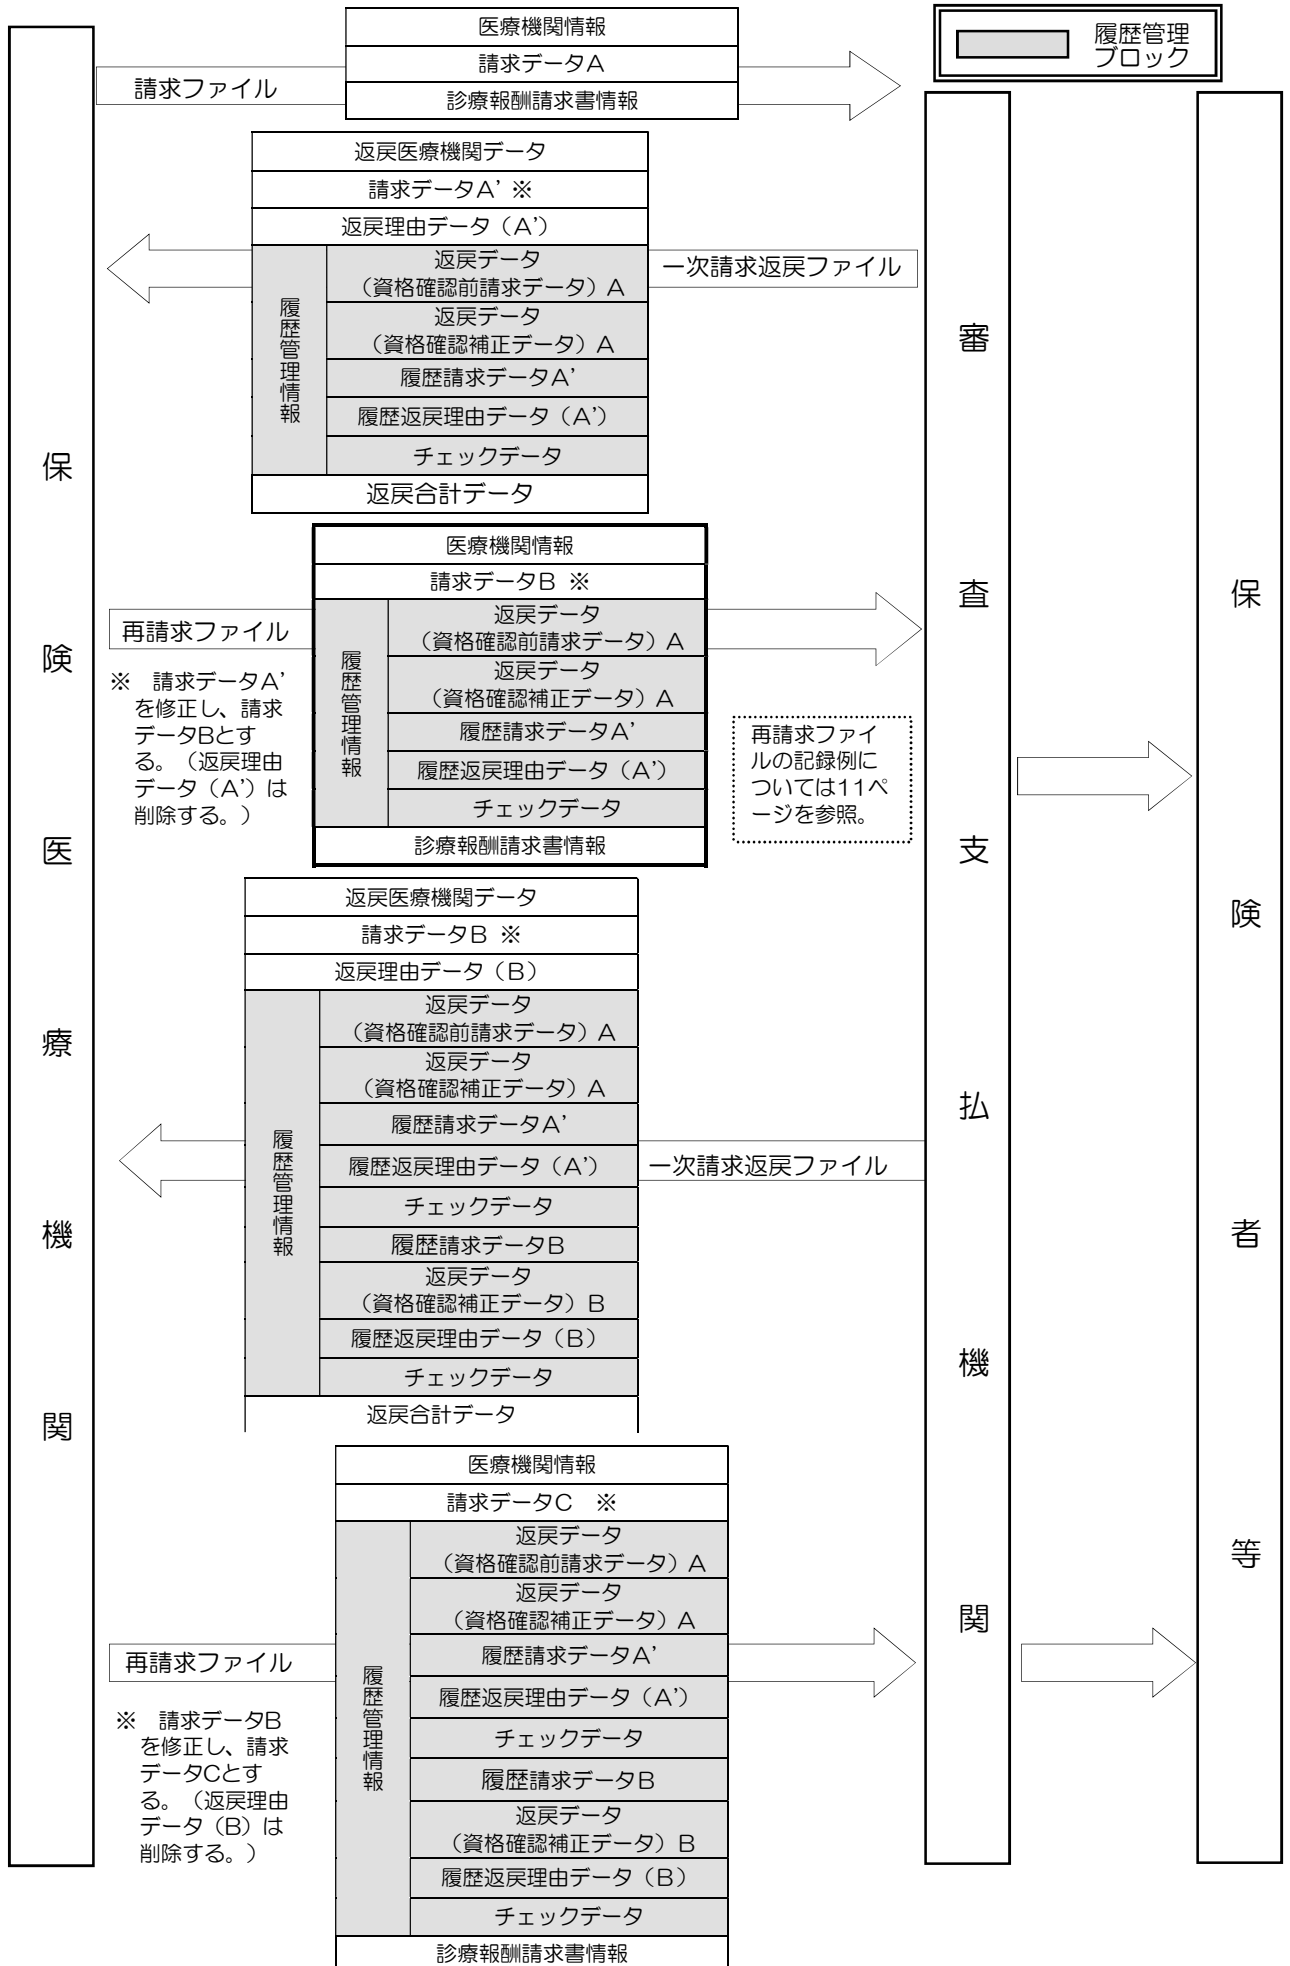 医療機関情報
請求データA
診療報酬請求書情報
請求ファイル
履歴管理
ブロック
返戻医療機関データ
請求データA’ ※
返戻理由データ（A’）
履歴管理情報
返戻データ
（資格確認前請求データ）A
返戻データ
（資格確認補正データ）A
履歴請求データA’
履歴返戻理由データ（A’）
チェックデータ
返戻合計データ
一次請求返戻ファイル
医療機関情報
請求データB ※
履歴管理情報
返戻データ
（資格確認前請求データ）A
返戻データ
（資格確認補正データ）A
履歴請求データA’
履歴返戻理由データ（A’）
チェックデータ
診療報酬請求書情報
再請求ファイル
※　請求データA’
を修正し、請求
データBとす
る。（返戻理由
データ（A’）は
削除する。）
再請求ファイ
ルの記録例に
ついては11ペ
ージを参照。
返戻医療機関データ
請求データB ※
返戻理由データ（B）
履歴管理情報
返戻データ
（資格確認前請求データ）A
返戻データ
（資格確認補正データ）A
履歴請求データA’
履歴返戻理由データ（A’）
チェックデータ
履歴請求データB
返戻データ
（資格確認補正データ）B
履歴返戻理由データ（B）
チェックデータ
返戻合計データ
一次請求返戻ファイル
医療機関情報
請求データC　※
履歴管理情報
返戻データ
（資格確認前請求データ）A
返戻データ
（資格確認補正データ）A
履歴請求データA’
履歴返戻理由データ（A’）
チェックデータ
履歴請求データB
返戻データ
（資格確認補正データ）B
履歴返戻理由データ（B）
チェックデータ
診療報酬請求書情報
再請求ファイル
※　請求データB
を修正し、請求
データCとす
る。（返戻理由
データ（B）は
削除する。）
保険医療機関
審査支払機関
保険者等